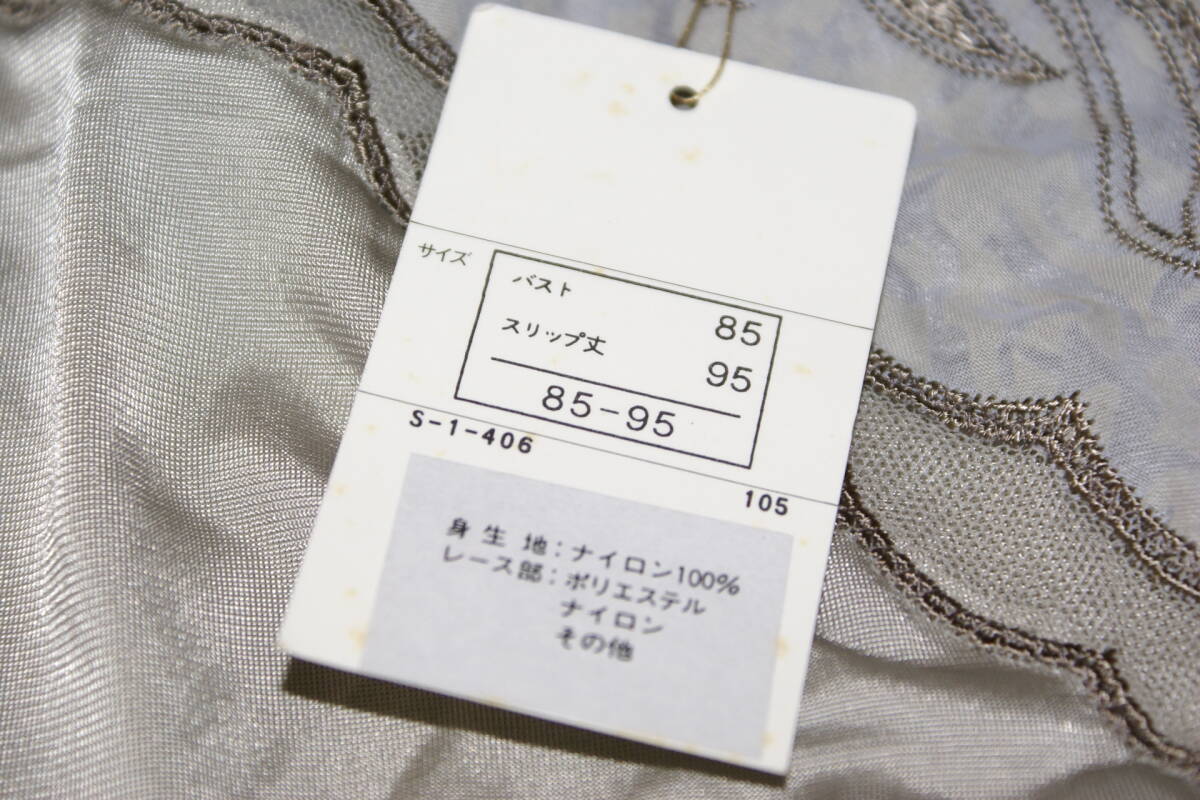 サイズ
バスト 85
スリップ丈 95
85-95
S-1-406 105
身生地：ナイロン100%
レース部：ポリエステル
ナイロン
その他